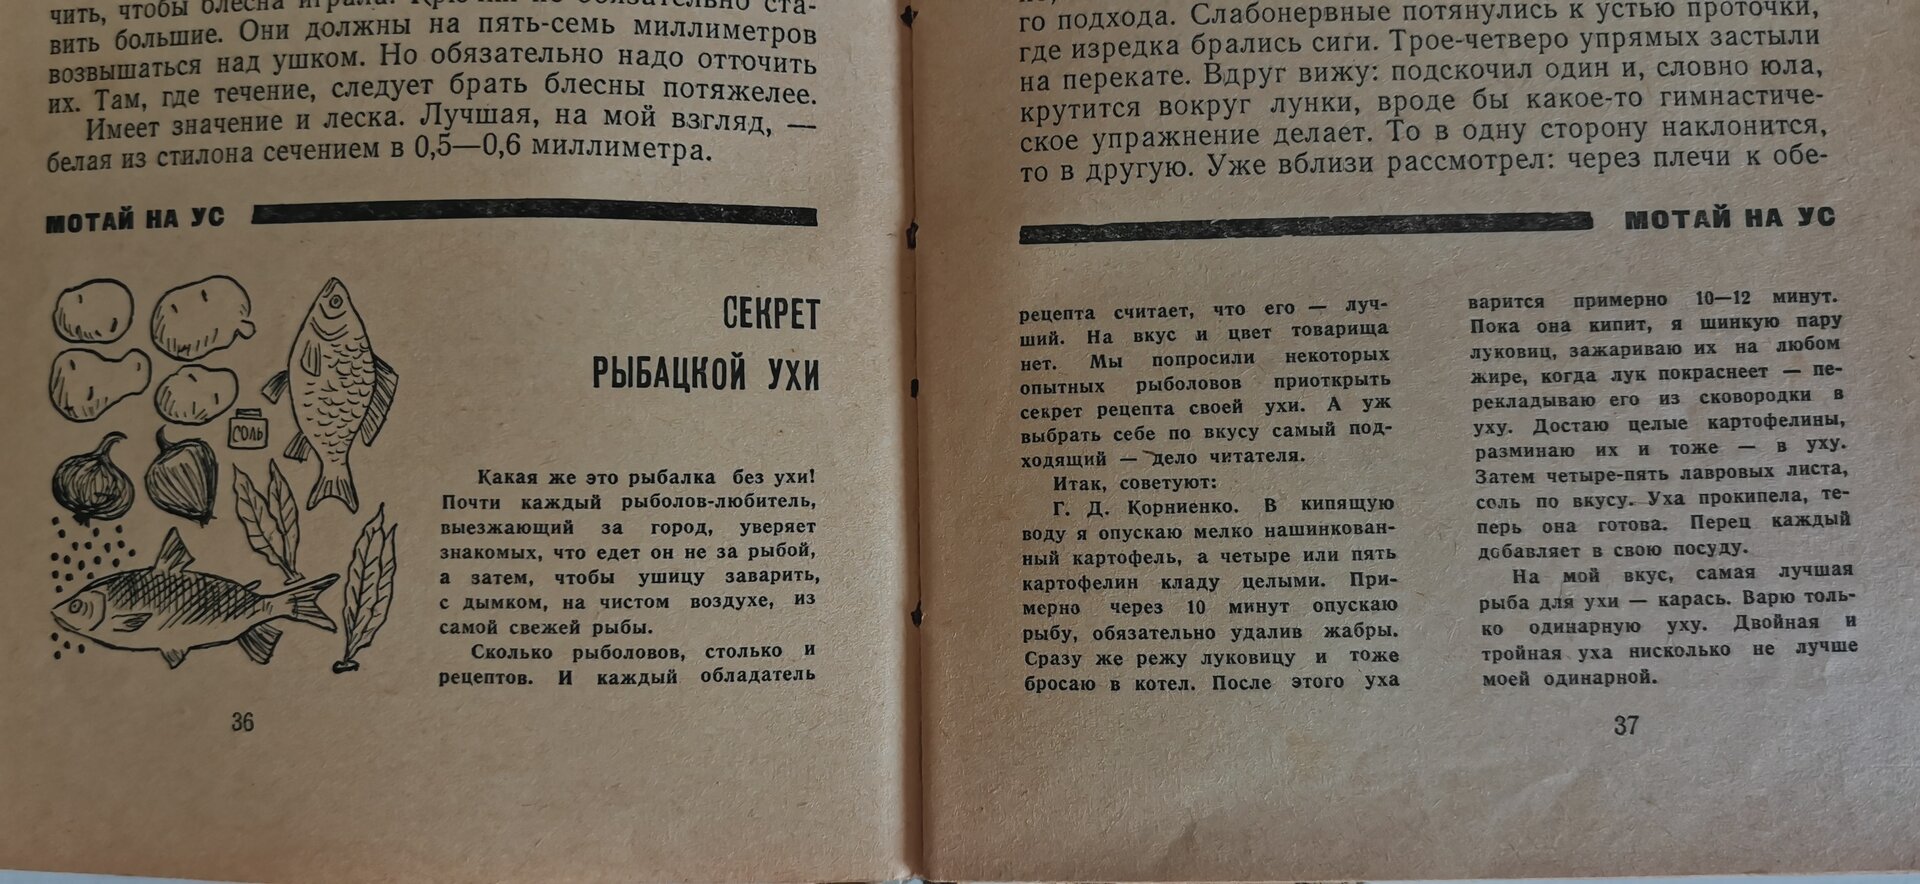 чить, чтобы блесна играла. Крючки не обязательно ста-
вить большие. Они должны на пять-семь миллиметров
возвышаться над ушком. Но обязательно надо отточить
их. Там, где течение, следует брать блесны потяжелее.
Имеет значение и леска. Лучшая, на мой взгляд, —
белая из стилона сечением в 0,5—0,6 миллиметра.
МОТАЙ НА УС
СЕКРЕТ
РЫБАЦКОЙ УХИ
СОЛЬ
Какая же это рыбалка без ухи!
Почти каждый рыболов-любитель,
выезжающий за город, уверяет
знакомых, что едет он не за рыбой,
а затем, чтобы ушицу заварить,
с дымком, на чистом воздухе, из
самой свежей рыбы.
Сколько рыболовов, столько и
рецептов. И каждый обладатель
36
го подхода. Слабонервные потянулись к устью проточки,
где изредка брались сиги. Трое-четверо упрямых застыли
на перекате. Вдруг вижу: подскочил один и, словно юла,
крутится вокруг лунки, вроде бы какое-то гимнастиче-
ское упражнение делает. То в одну сторону наклонится,
то в другую. Уже вблизи рассмотрел: через плечи к обе-
МОТАЙ НА УС
рецепта считает, что его — луч-
ший. На вкус и цвет товарища
нет. Мы попросили некоторых
опытных рыболовов приоткрыть
секрет рецепта своей ухи. А уж
выбрать себе по вкусу самый под-
ходящий — дело читателя.
Итак, советуют:
Г. Д. Корниенко. В кипящую
воду я опускаю мелко нашинкован-
ный картофель, а четыре или пять
картофелин кладу целыми. При-
мерно через 10 минут опускаю
рыбу, обязательно удалив жабры.
Сразу же режу луковицу и тоже
бросаю в котел. После этого уха
варится примерно 10—12 минут.
Пока она кипит, я шинкую пару
луковиц, зажариваю их на любом
жире, когда лук покраснеет — пе-
рекладываю его из сковородки в
уху. Достаю целые картофелины,
разминаю их и тоже — в уху.
Затем четыре-пять лавровых листа,
соль по вкусу. Уха прокипела, те-
перь она готова. Перец каждый
добавляет в свою посуду.
На мой вкус, самая лучшая
рыба для ухи — карась. Варю толь-
ко одинарную уху. Двойная и
тройная уха нисколько не лучше
моей одинарной.
37